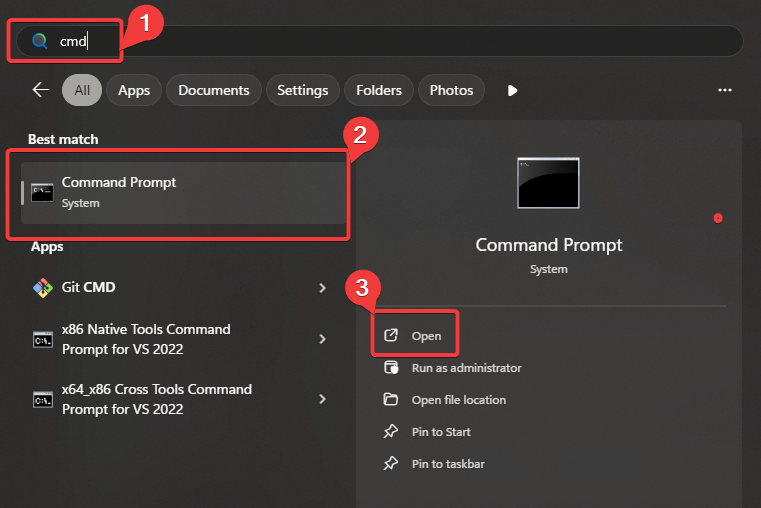 1
cmd
All Apps Documents Settings Folders Photos
Best match
2
Command Prompt
System
Apps
Git CMD
x86 Native Tools Command
Prompt for VS 2022
x64_x86 Cross Tools Command
Prompt for VS 2022
Command Prompt
System
3
Open
Run as administrator
Open file location
Pin to Start
Pin to taskbar